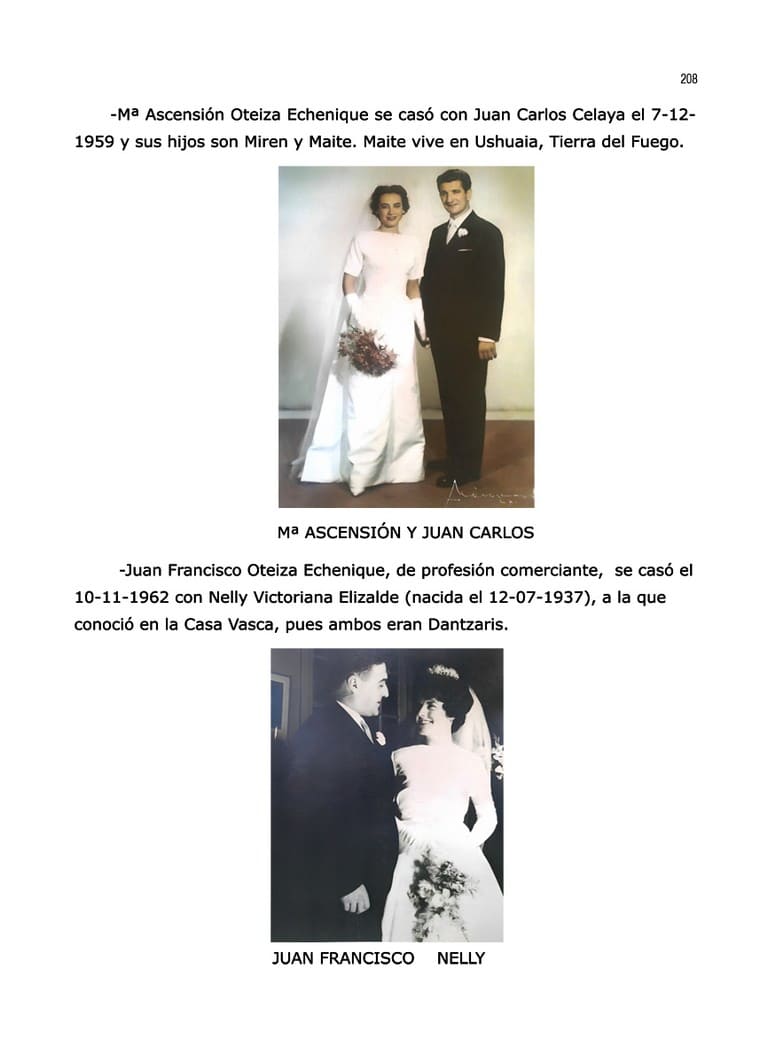 208
-Mª Ascensión Oteiza Echenique se casó con Juan Carlos Celaya el 7-12-
1959 y sus hijos son Miren y Maite. Maite vive en Ushuaia, Tierra del Fuego.
Mª ASCENSIÓN Y JUAN CARLOS
-Juan Francisco Oteiza Echenique, de profesión comerciante, se casó el
10-11-1962 con Nelly Victoriana Elizalde (nacida el 12-07-1937), a la que
conoció en la Casa Vasca, pues ambos eran Dantzaris.
JUAN FRANCISCO NELLY